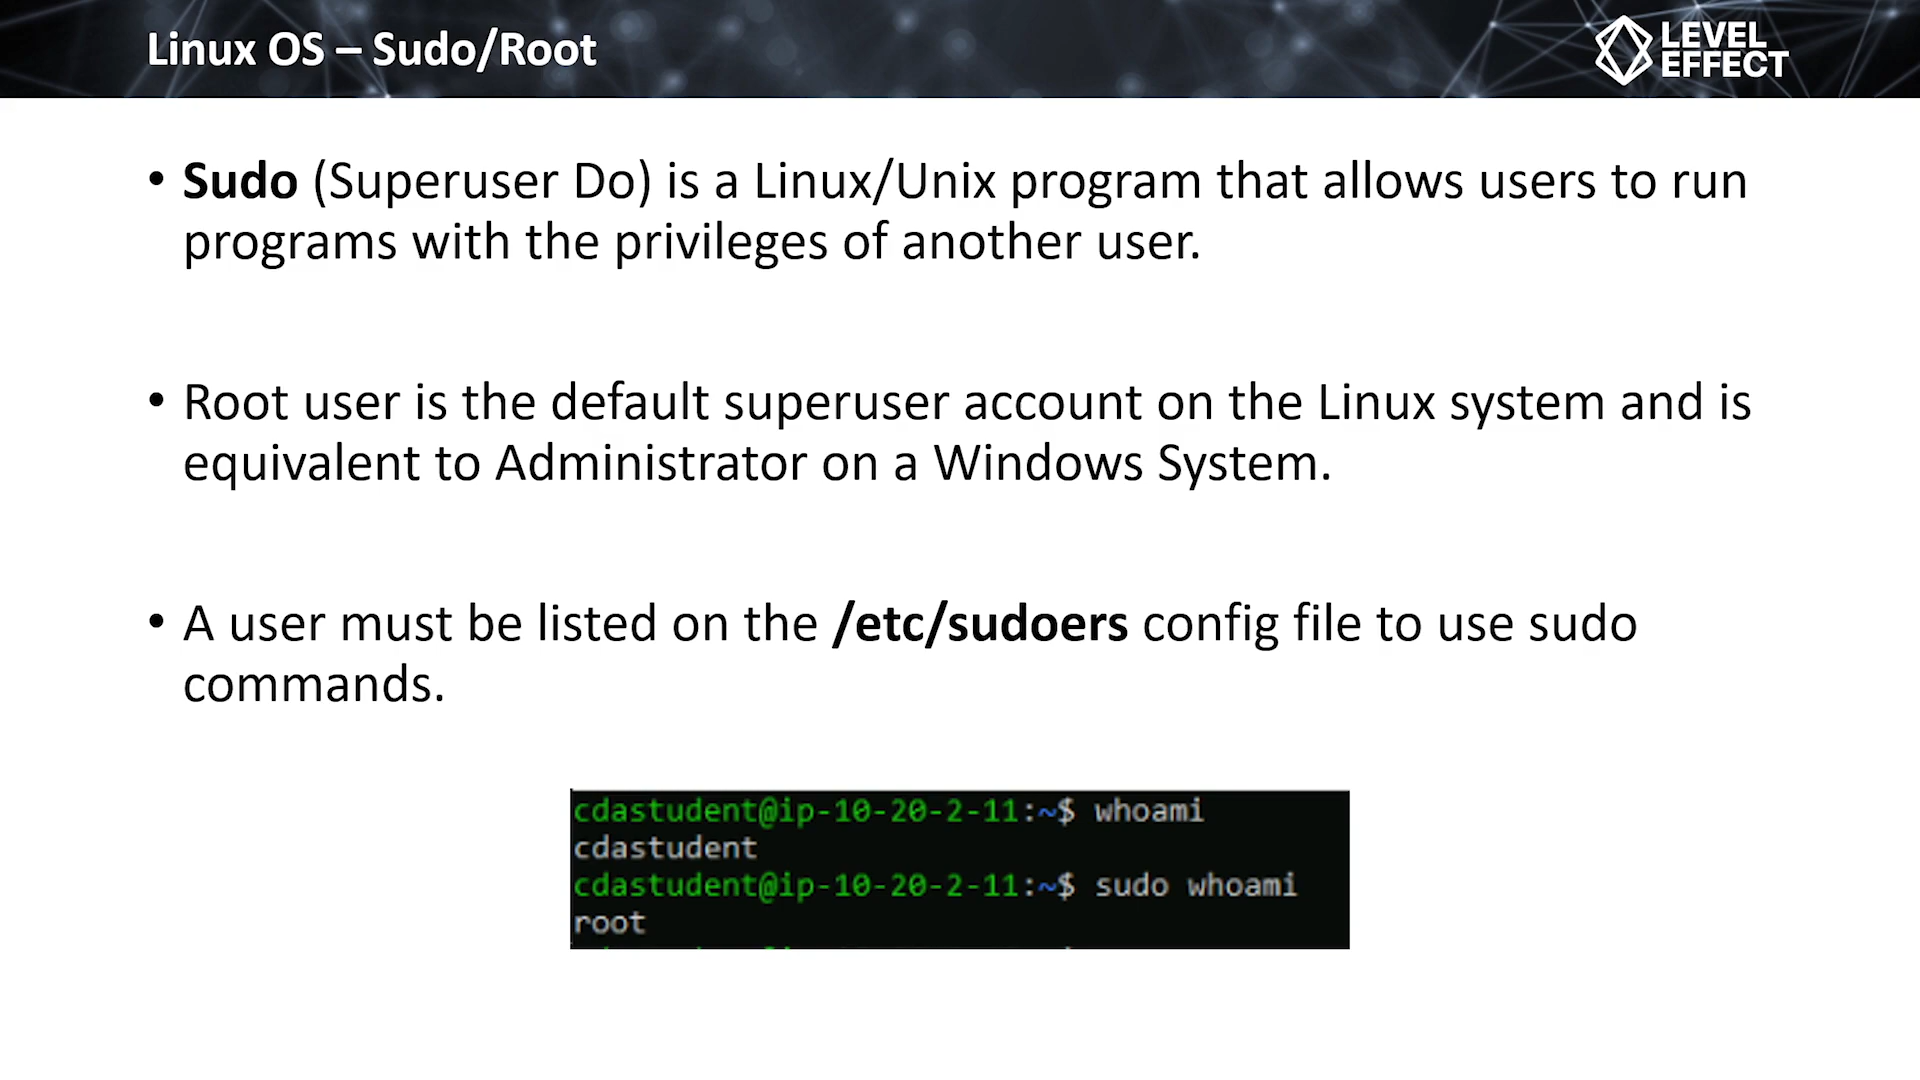 Linux OS – Sudo/Root
LEVEL
EFFECT
• Sudo (Superuser Do) is a Linux/Unix program that allows users to run
programs with the privileges of another user.
• Root user is the default superuser account on the Linux system and is
equivalent to Administrator on a Windows System.
• A user must be listed on the /etc/sudoers config file to use sudo
commands.
cdastudent@ip-10-20-2-11:~$ whoami
cdastudent
cdastudent@ip-10-20-2-11:~$ sudo whoami
root